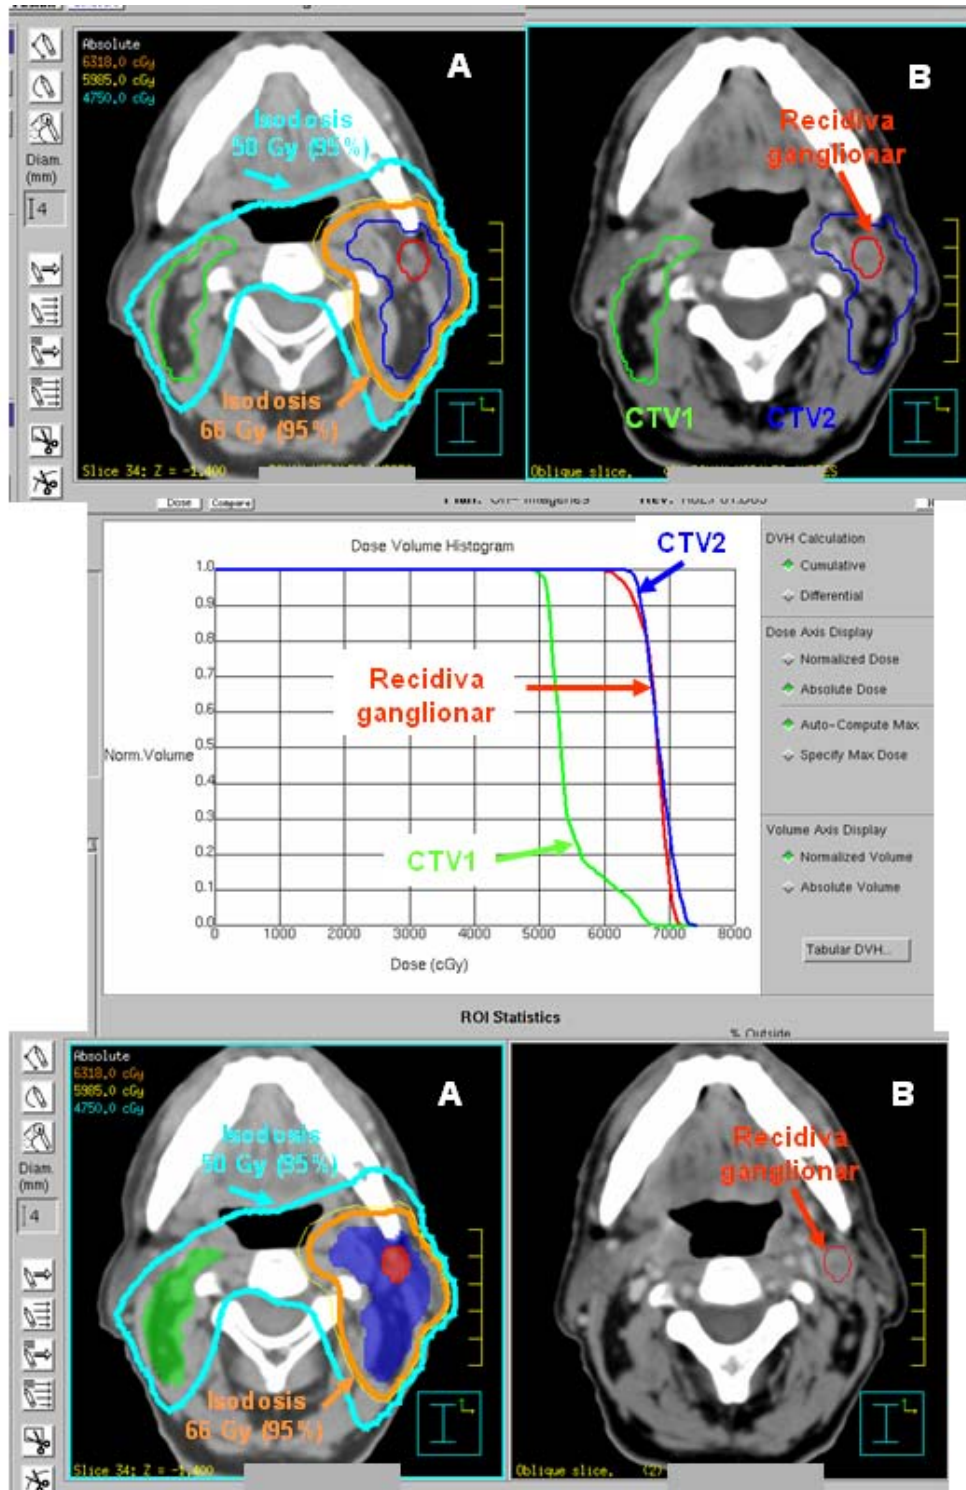 Absolute
6318.0 cGy
5985.0 cGy
4750.0 cGy
A
Isodosis
50 Gy (95%)
Diam.
(mm)
4
Isodosis
66 Gy (95%)
Slice 34: Z = -1.400
B
Recidiva
ganglionar
CTV1
CTV2
Oblique slice.
Dose
Compare
Dose Volume Histogram
CTV2
1.0
0.9
0.8
0.7
0.6
0.5
0.4
0.3
0.2
0.1
0.0
Norm.Volume
Recidiva
ganglionar
CTV1
0 1000 2000 3000 4000 5000 6000 7000 8000
Dose (cGy)
DVH Calculation
Cumulative
Differential
Dose Axis Display
Normalized Dose
Absolute Dose
Auto-Compute Max
Specify Max Dose
Volume Axis Display
Normalized Volume
Absolute Volume
Tabular DVH...
ROI Statistics
% Outside
Absolute
6318.0 cGy
5985.0 cGy
4750.0 cGy
A
Isodosis
50 Gy (95%)
Diam.
(mm)
4
Isodosis
66 Gy (95%)
Slice 34: Z = -1.400
B
Recidiva
ganglionar
Oblique slice. (2)